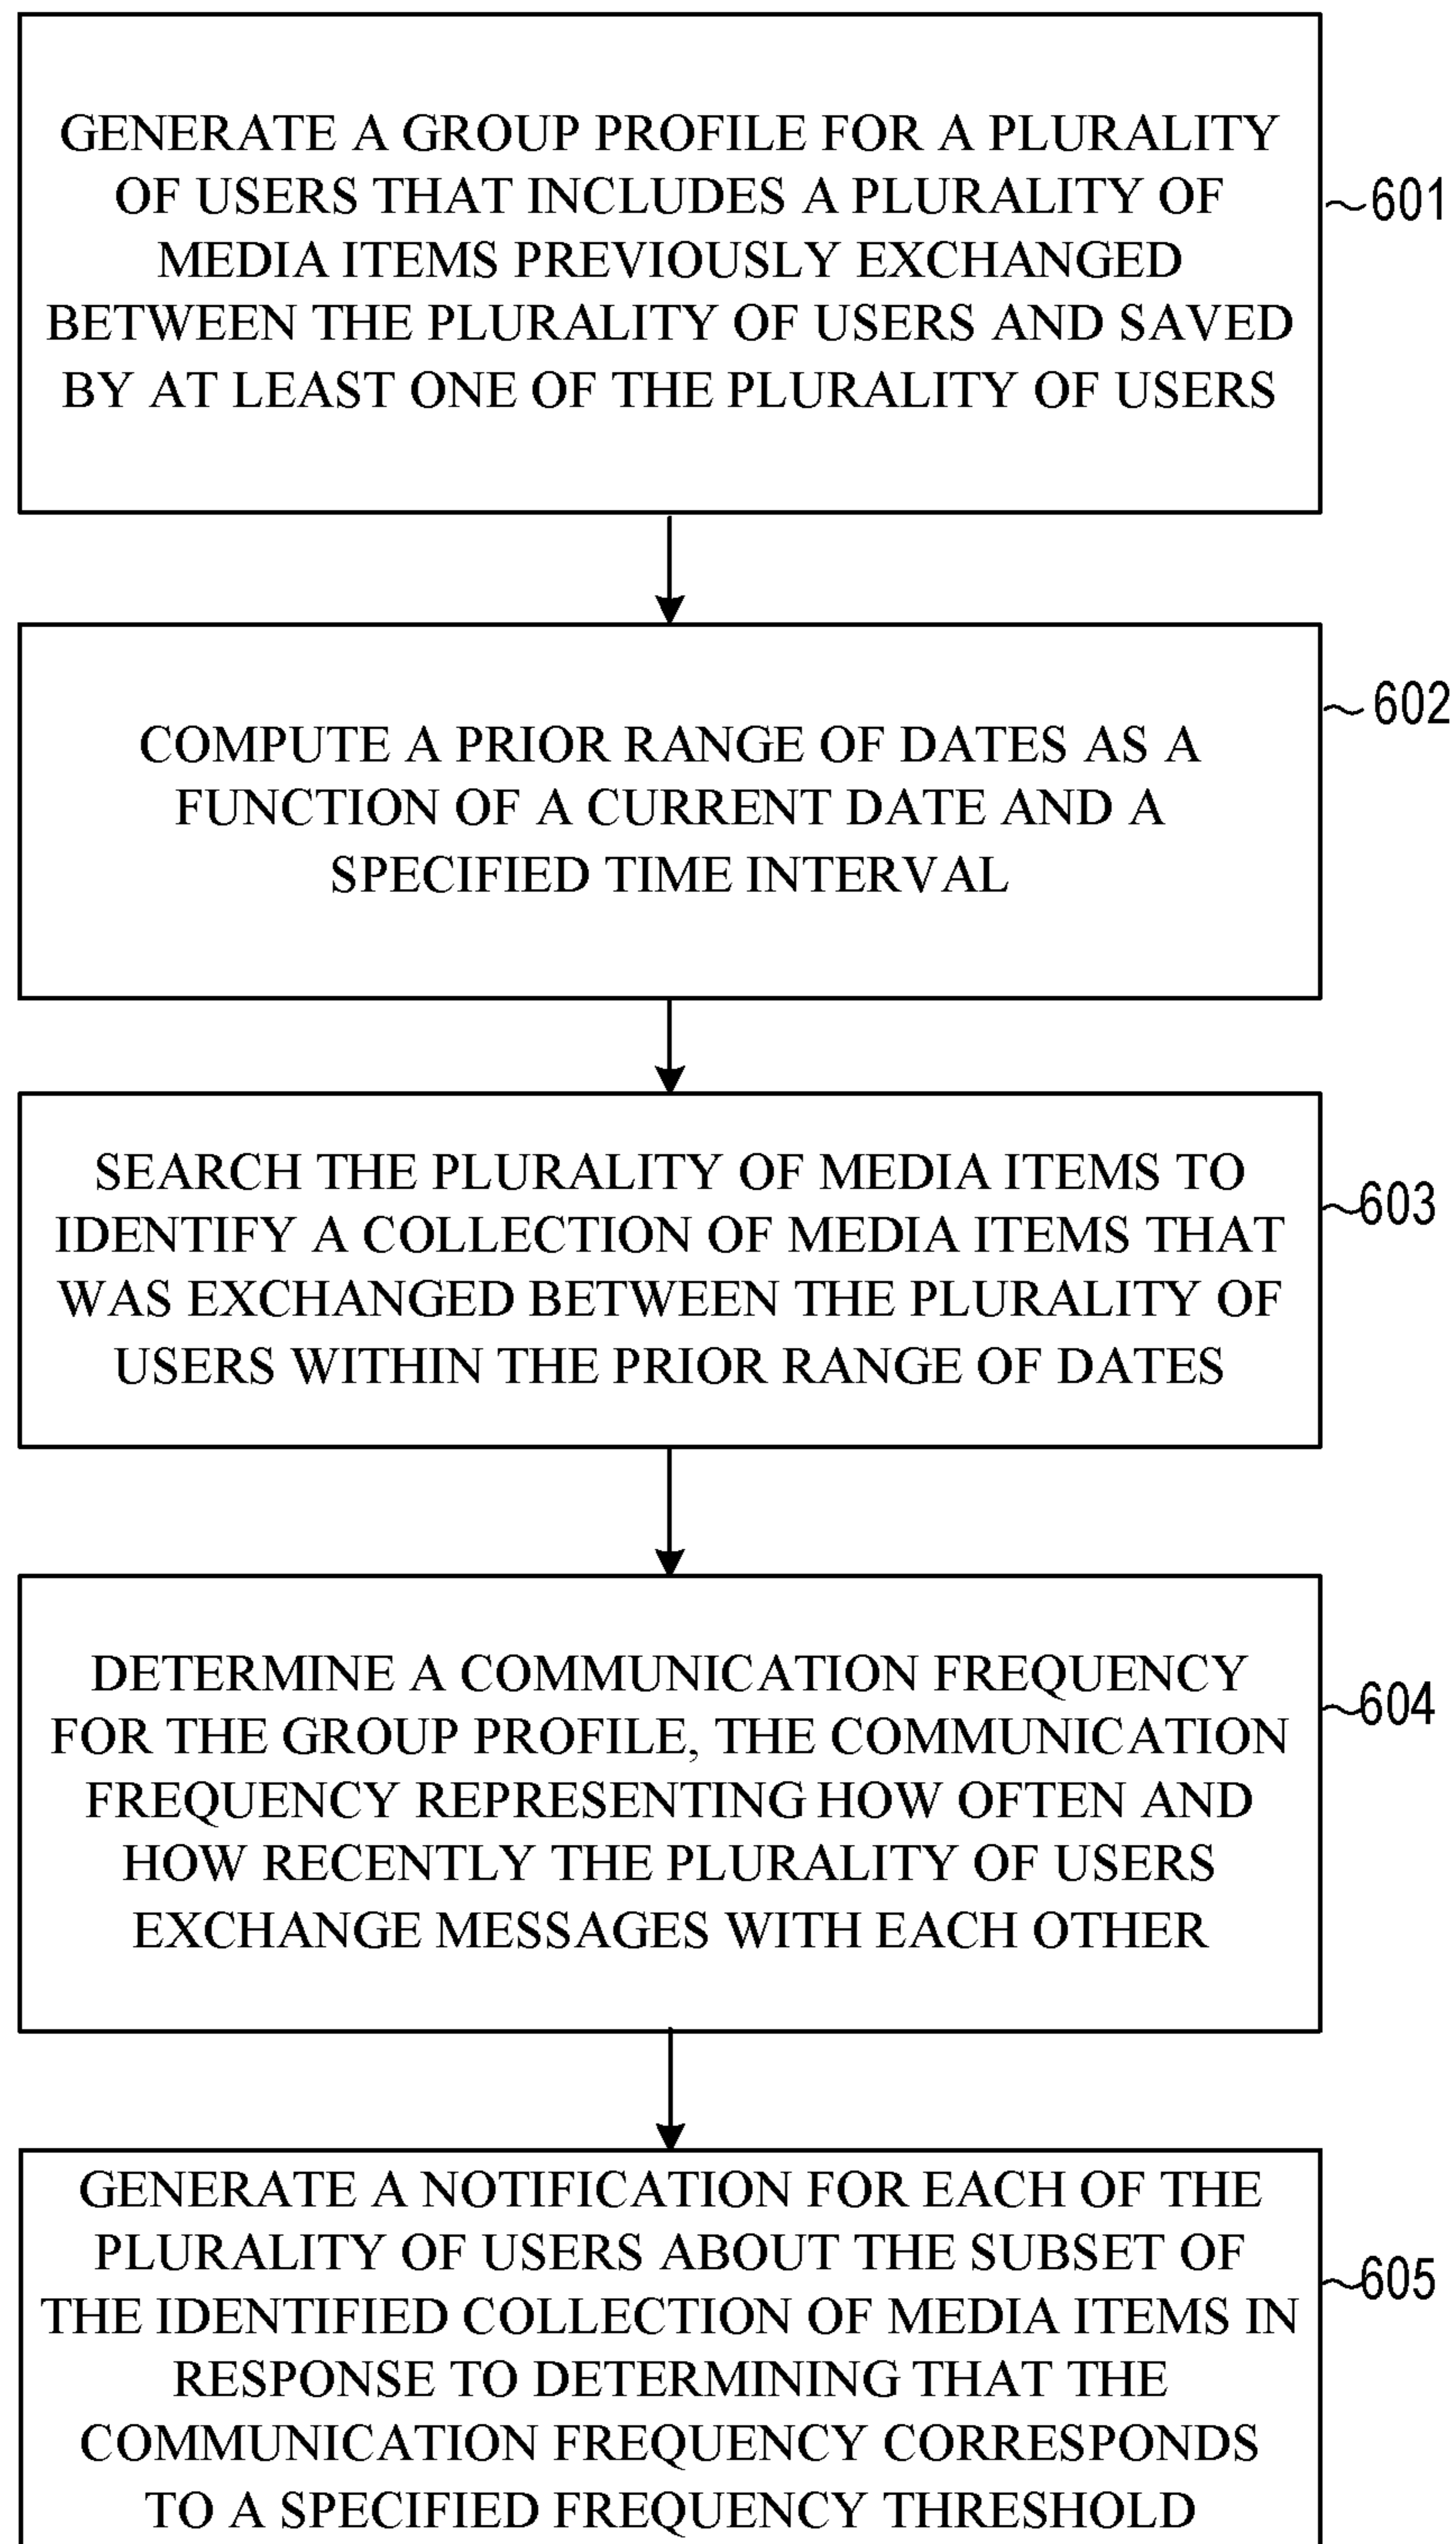 GENERATE A GROUP PROFILE FOR A PLURALITY
OF USERS THAT INCLUDES A PLURALITY OF
MEDIA ITEMS PREVIOUSLY EXCHANGED
BETWEEN THE PLURALITY OF USERS AND SAVED
BY AT LEAST ONE OF THE PLURALITY OF USERS
601
COMPUTE A PRIOR RANGE OF DATES AS A
FUNCTION OF A CURRENT DATE AND A
SPECIFIED TIME INTERVAL
602
SEARCH THE PLURALITY OF MEDIA ITEMS TO
IDENTIFY A COLLECTION OF MEDIA ITEMS THAT
WAS EXCHANGED BETWEEN THE PLURALITY OF
USERS WITHIN THE PRIOR RANGE OF DATES
603
DETERMINE A COMMUNICATION FREQUENCY
FOR THE GROUP PROFILE, THE COMMUNICATION
FREQUENCY REPRESENTING HOW OFTEN AND
HOW RECENTLY THE PLURALITY OF USERS
EXCHANGE MESSAGES WITH EACH OTHER
604
GENERATE A NOTIFICATION FOR EACH OF THE
PLURALITY OF USERS ABOUT THE SUBSET OF
THE IDENTIFIED COLLECTION OF MEDIA ITEMS IN
RESPONSE TO DETERMINING THAT THE
COMMUNICATION FREQUENCY CORRESPONDS
TO A SPECIFIED FREQUENCY THRESHOLD
605